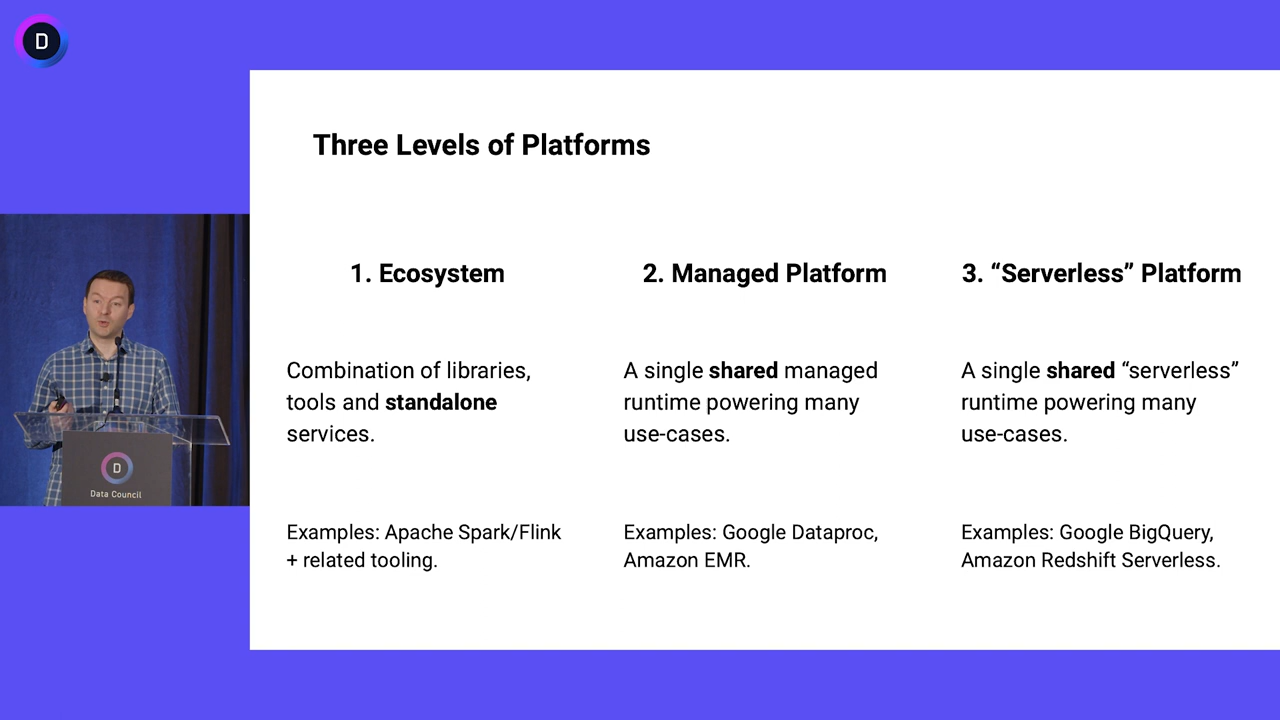 D
Three Levels of Platforms
1. Ecosystem
Combination of libraries,
tools and standalone
services.
Examples: Apache Spark/Flink
+ related tooling.
2. Managed Platform
A single shared managed
runtime powering many
use-cases.
Examples: Google Dataproc,
Amazon EMR.
3. “Serverless” Platform
A single shared “serverless”
runtime powering many
use-cases.
Examples: Google BigQuery,
Amazon Redshift Serverless.
D
Data Council